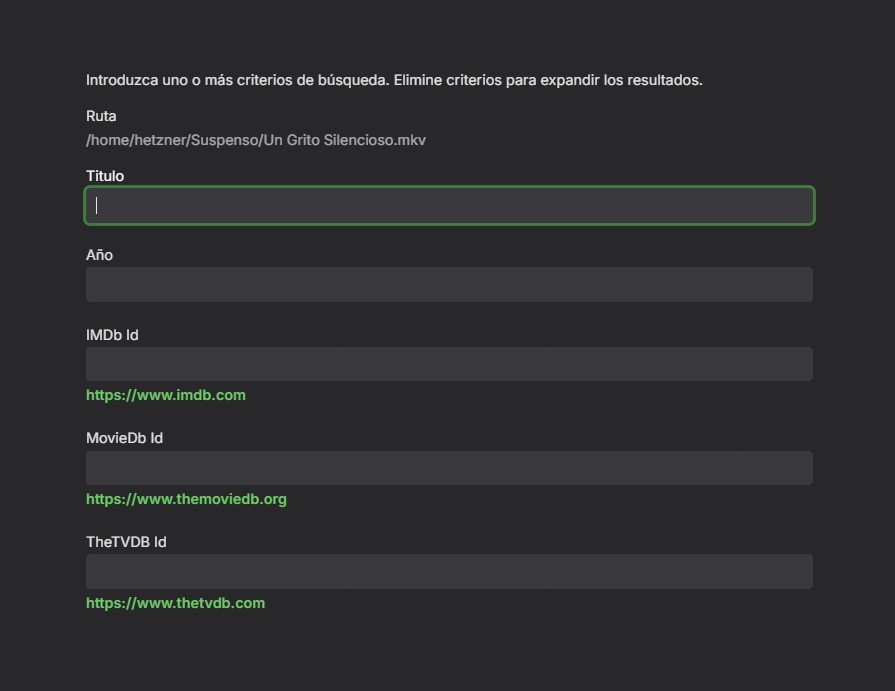 Introduzca uno o más criterios de búsqueda. Elimine criterios para expandir los resultados.
Ruta
/home/hetzner/Suspenso/Un Grito Silencioso.mkv
Titulo
Año
IMDb Id
https://www.imdb.com
MovieDb Id
https://www.themoviedb.org
TheTVDB Id
https://www.thetvdb.com